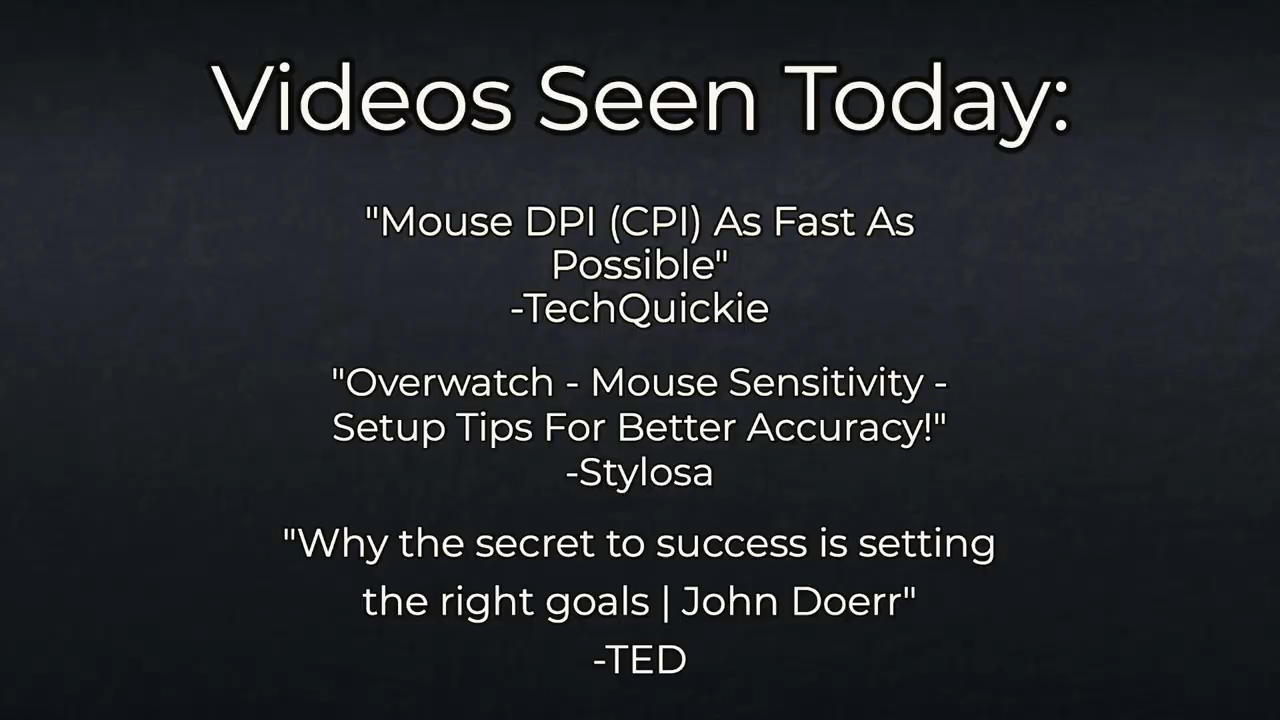 Videos Seen Today:
"Mouse DPI (CPI) As Fast As
Possible"
-TechQuickie
"Overwatch - Mouse Sensitivity -
Setup Tips For Better Accuracy!"
-Stylosa
"Why the secret to success is setting
the right goals | John Doerr"
-TED